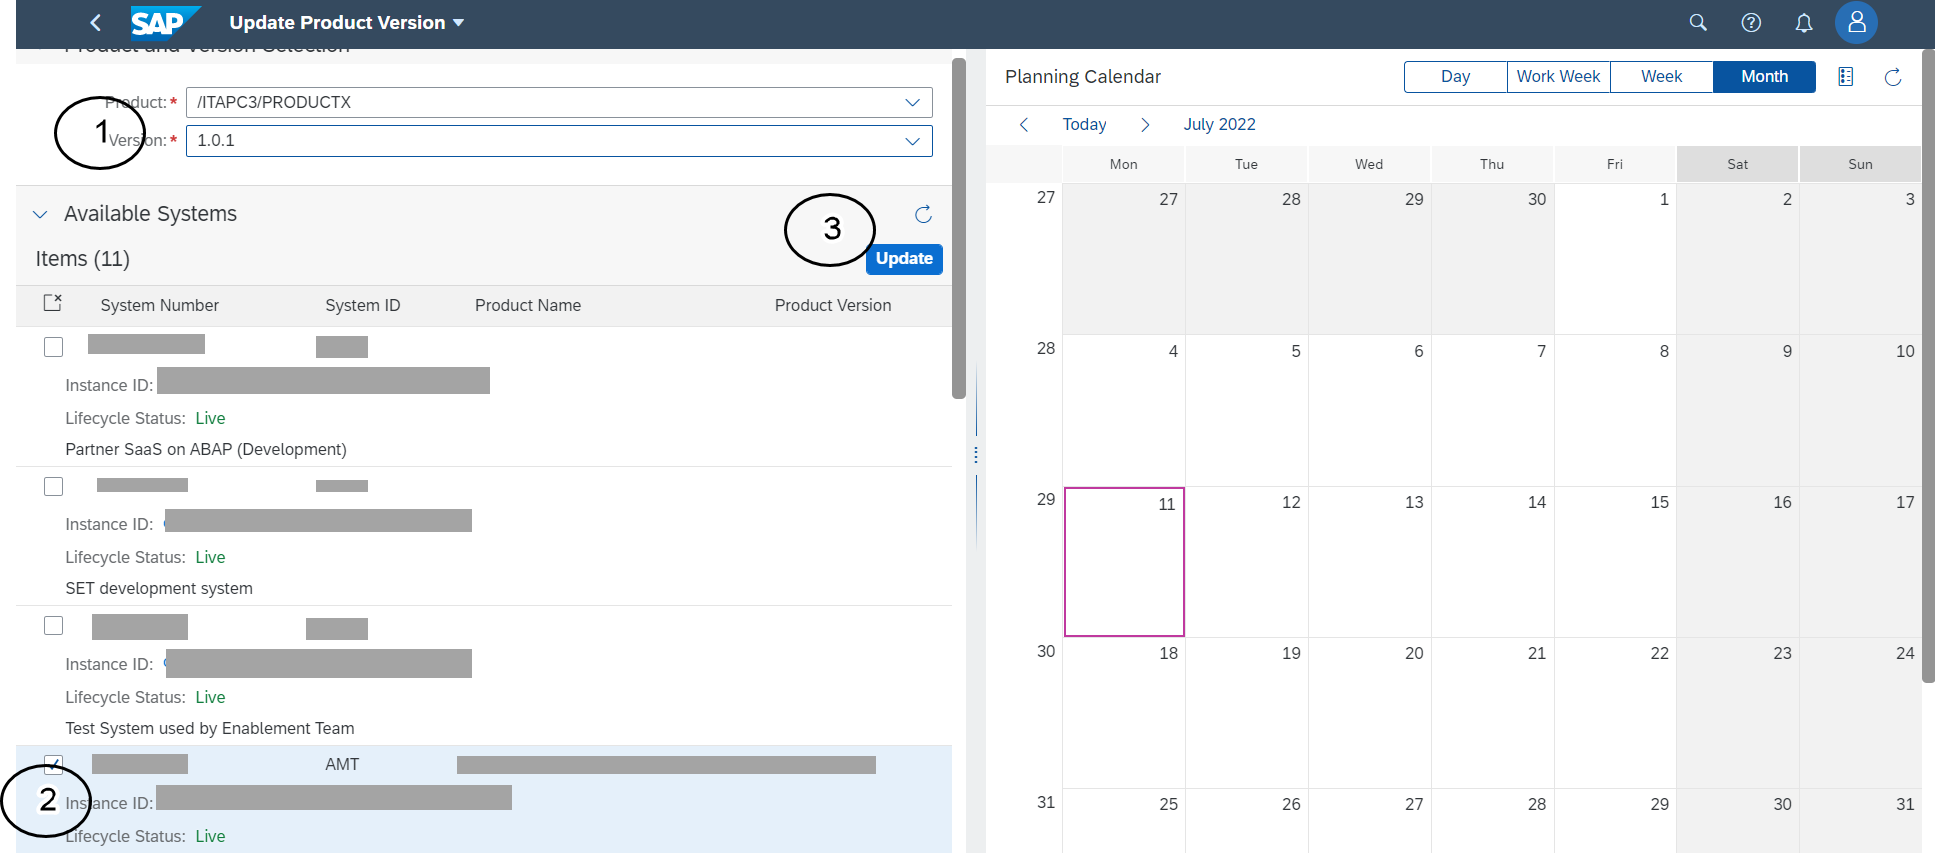 SAP Update Product Version
Product and Version Selection
Product:* /ITAPC3/PRODUCTX
1
Version:* 1.0.1
Available Systems
3
Items (11) Update
System Number System ID Product Name Product Version
Instance ID:
Lifecycle Status: Live
Partner SaaS on ABAP (Development)
Instance ID:
Lifecycle Status: Live
SET development system
Instance ID:
Lifecycle Status: Live
Test System used by Enablement Team
AMT
2
Instance ID:
Lifecycle Status: Live
Planning Calendar Day Work Week Week Month
Today July 2022
Mon Tue Wed Thu Fri Sat Sun
27 27 28 29 30 1 2 3
28 4 5 6 7 8 9 10
29 11 12 13 14 15 16 17
30 18 19 20 21 22 23 24
31 25 26 27 28 29 30 31